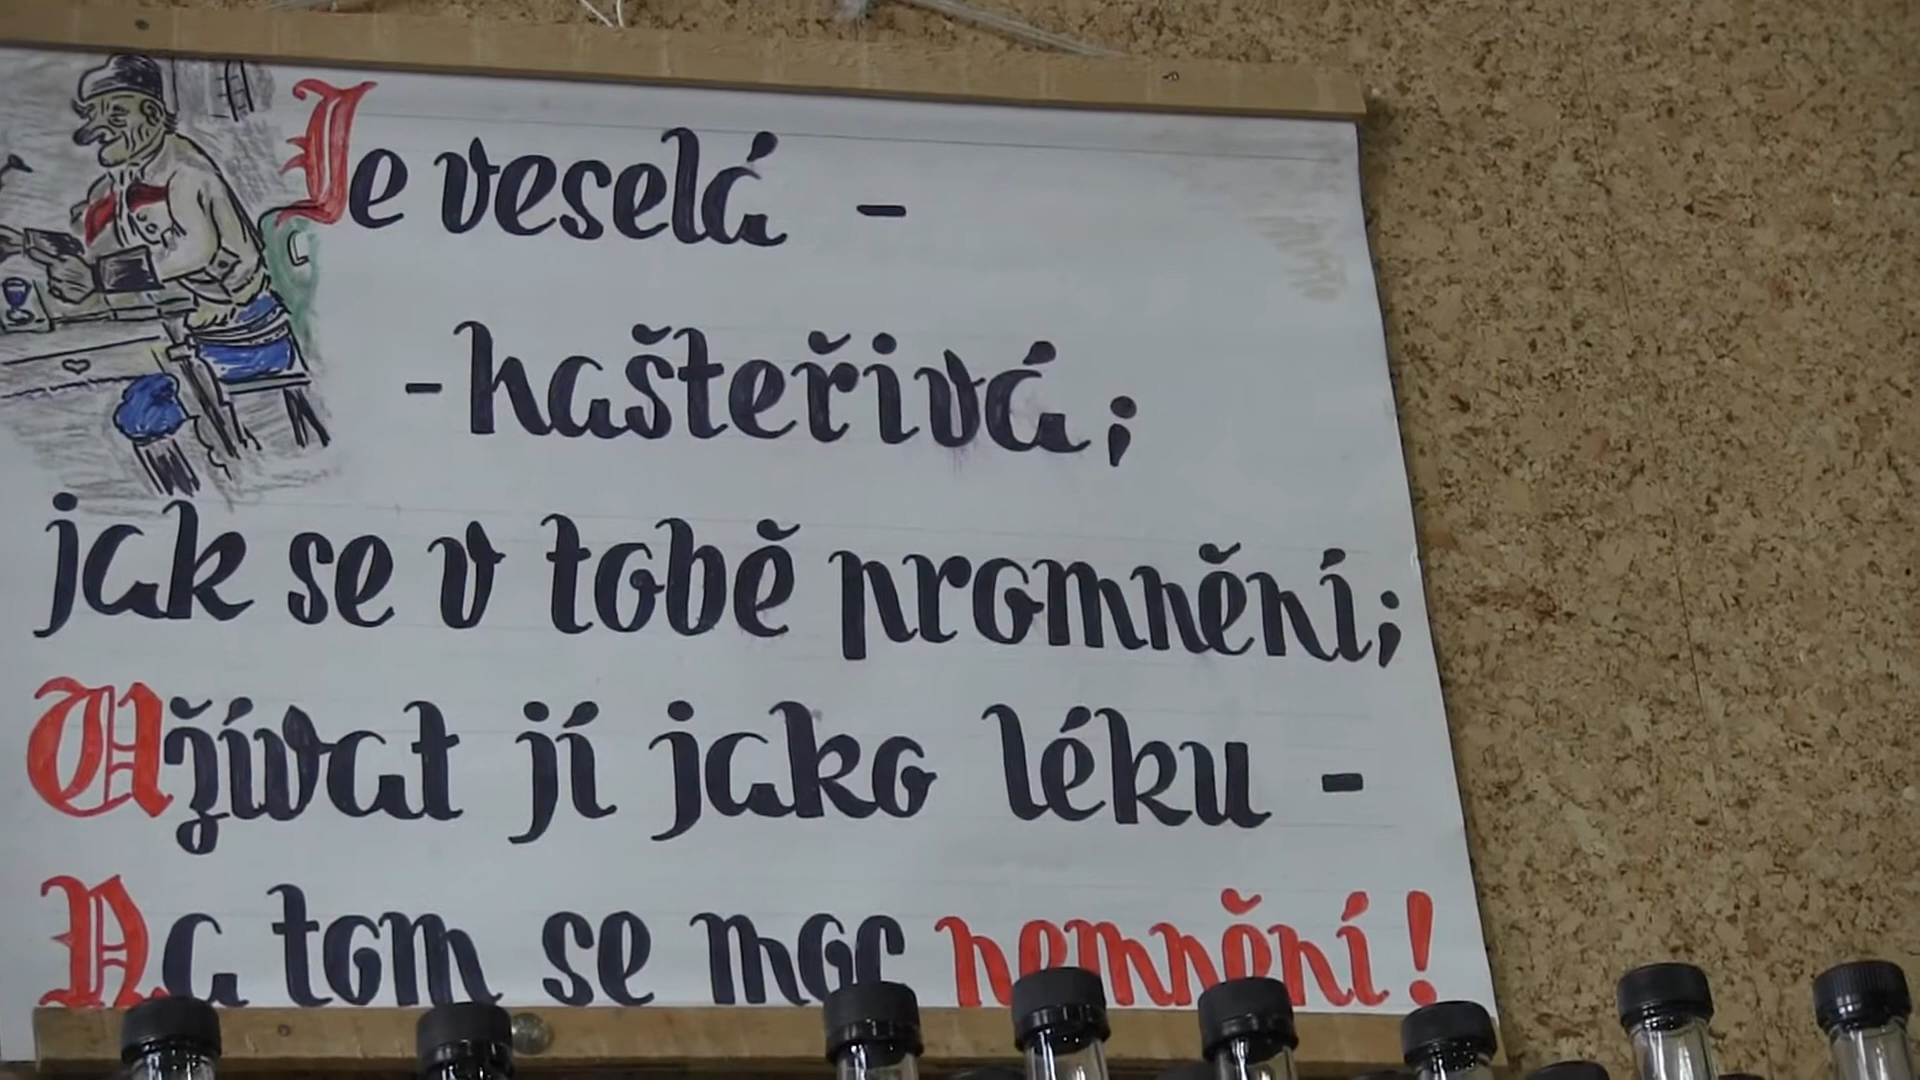 Je veselá -
- hašteřivá ;
jak se v tobě promnění;
Užívat jí jako léku -
Na tom se moc nemnění!